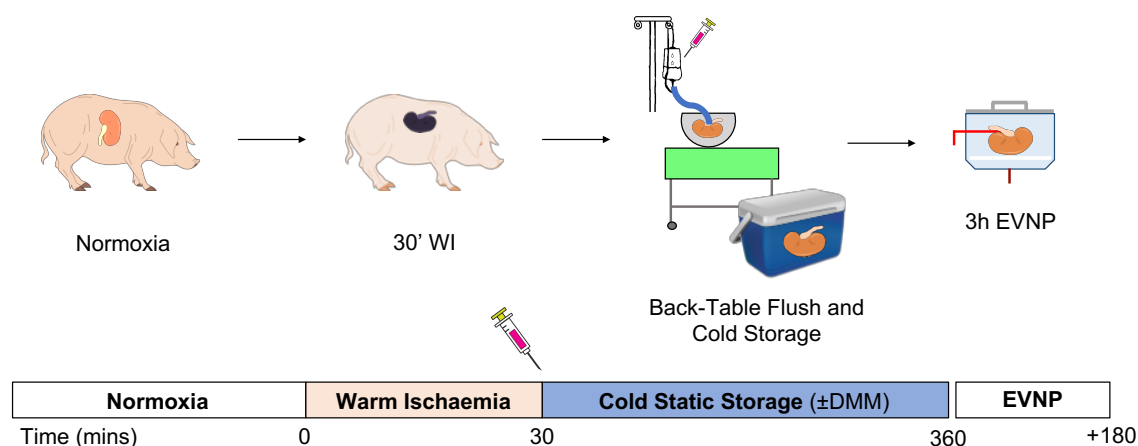 Normoxia
30’ WI
Back-Table Flush and
Cold Storage
3h EVNP
Normoxia
Warm Ischaemia
Cold Static Storage (±DMM)
EVNP
Time (mins)
0
30
360
+180